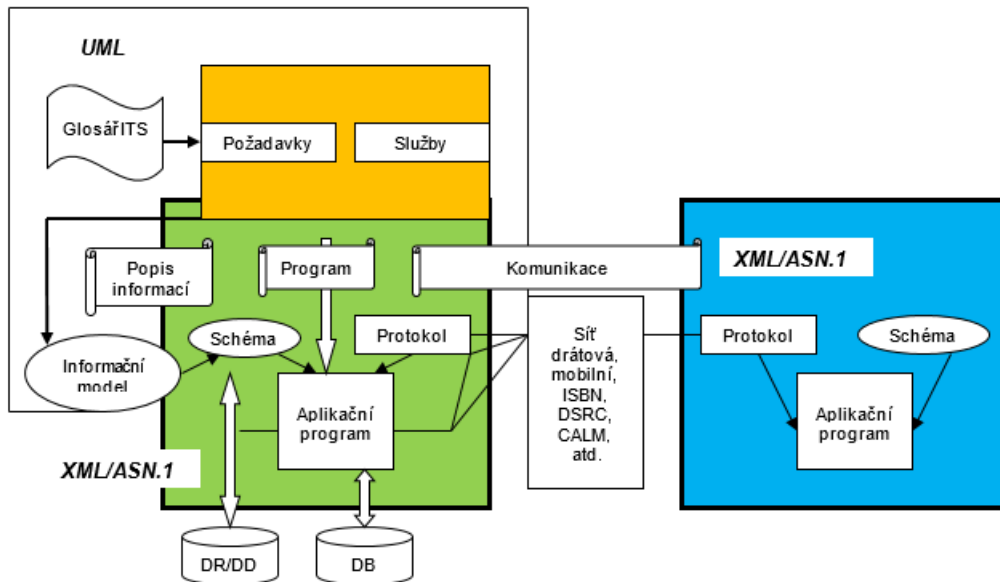 UML
GlosářITS
Požadavky
Služby
Popis
informací
Program
Komunikace
XML/ASN.1
Informační
model
Schéma
Protokol
Aplikační
program
Síť
drátová,
mobilní,
ISBN,
DSRC,
CALM,
atd.
Protokol
Schéma
Aplikační
program
XML/ASN.1
DR/DD
DB